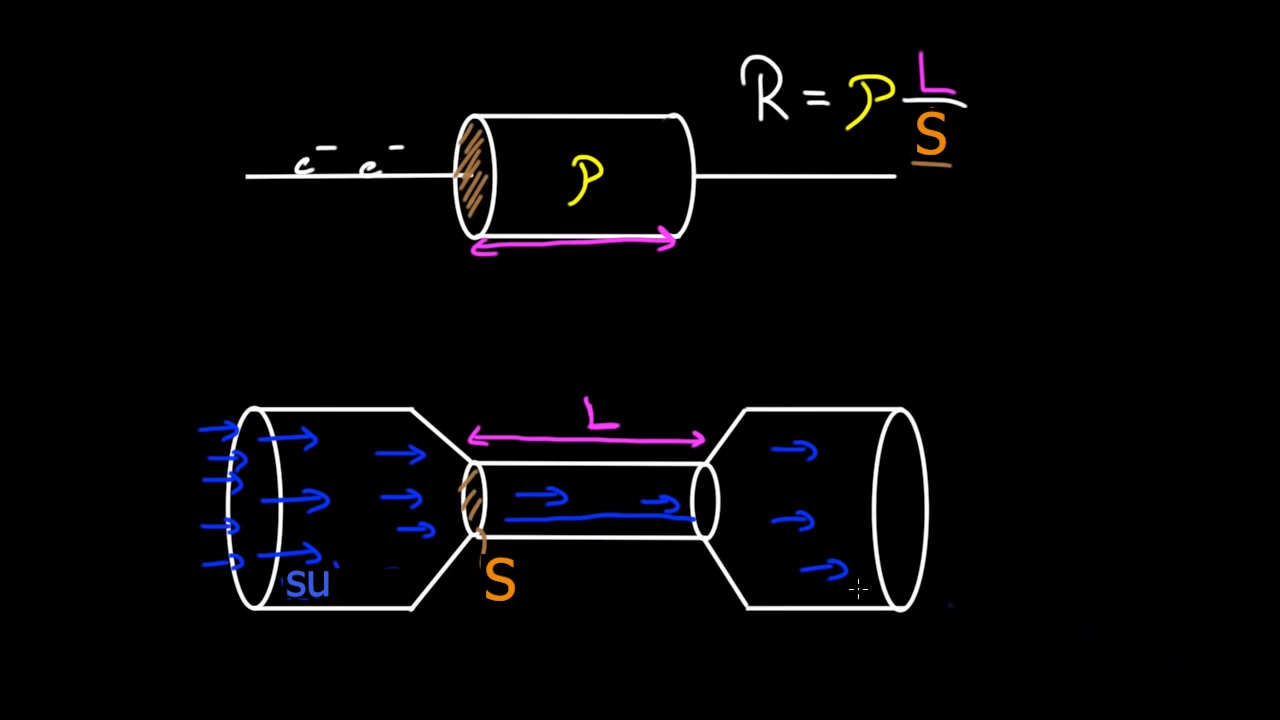 R = ρ L / S
e⁻ e⁻
ρ
L
su
S